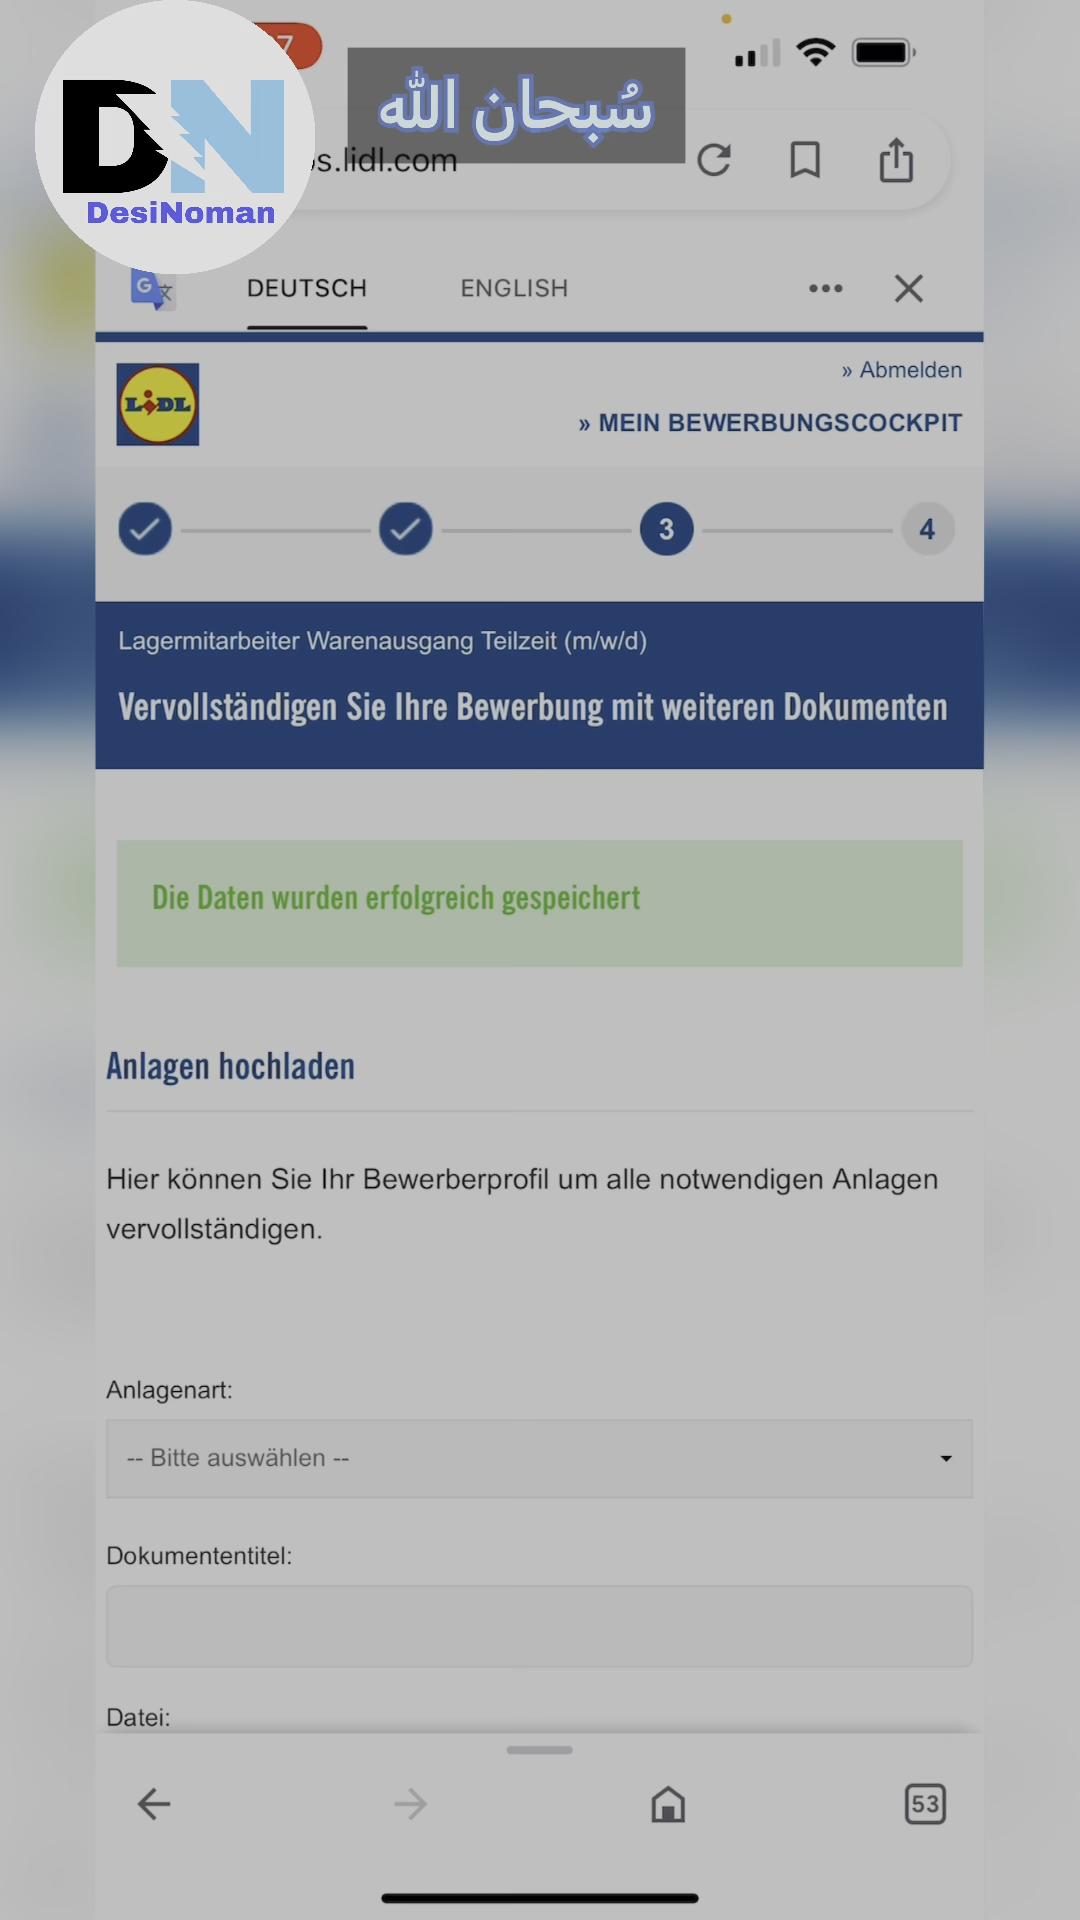 7
سُبحان الله
DN
DesiNoman
s.lidl.com
DEUTSCH
ENGLISH
LIDL
» Abmelden
» MEIN BEWERBUNGSCOCKPIT
3
4
Lagermitarbeiter Warenausgang Teilzeit (m/w/d)
Vervollständigen Sie Ihre Bewerbung mit weiteren Dokumenten
Die Daten wurden erfolgreich gespeichert
Anlagen hochladen
Hier können Sie Ihr Bewerberprofil um alle notwendigen Anlagen
vervollständigen.
Anlagenart:
-- Bitte auswählen --
Dokumententitel:
Datei:
53